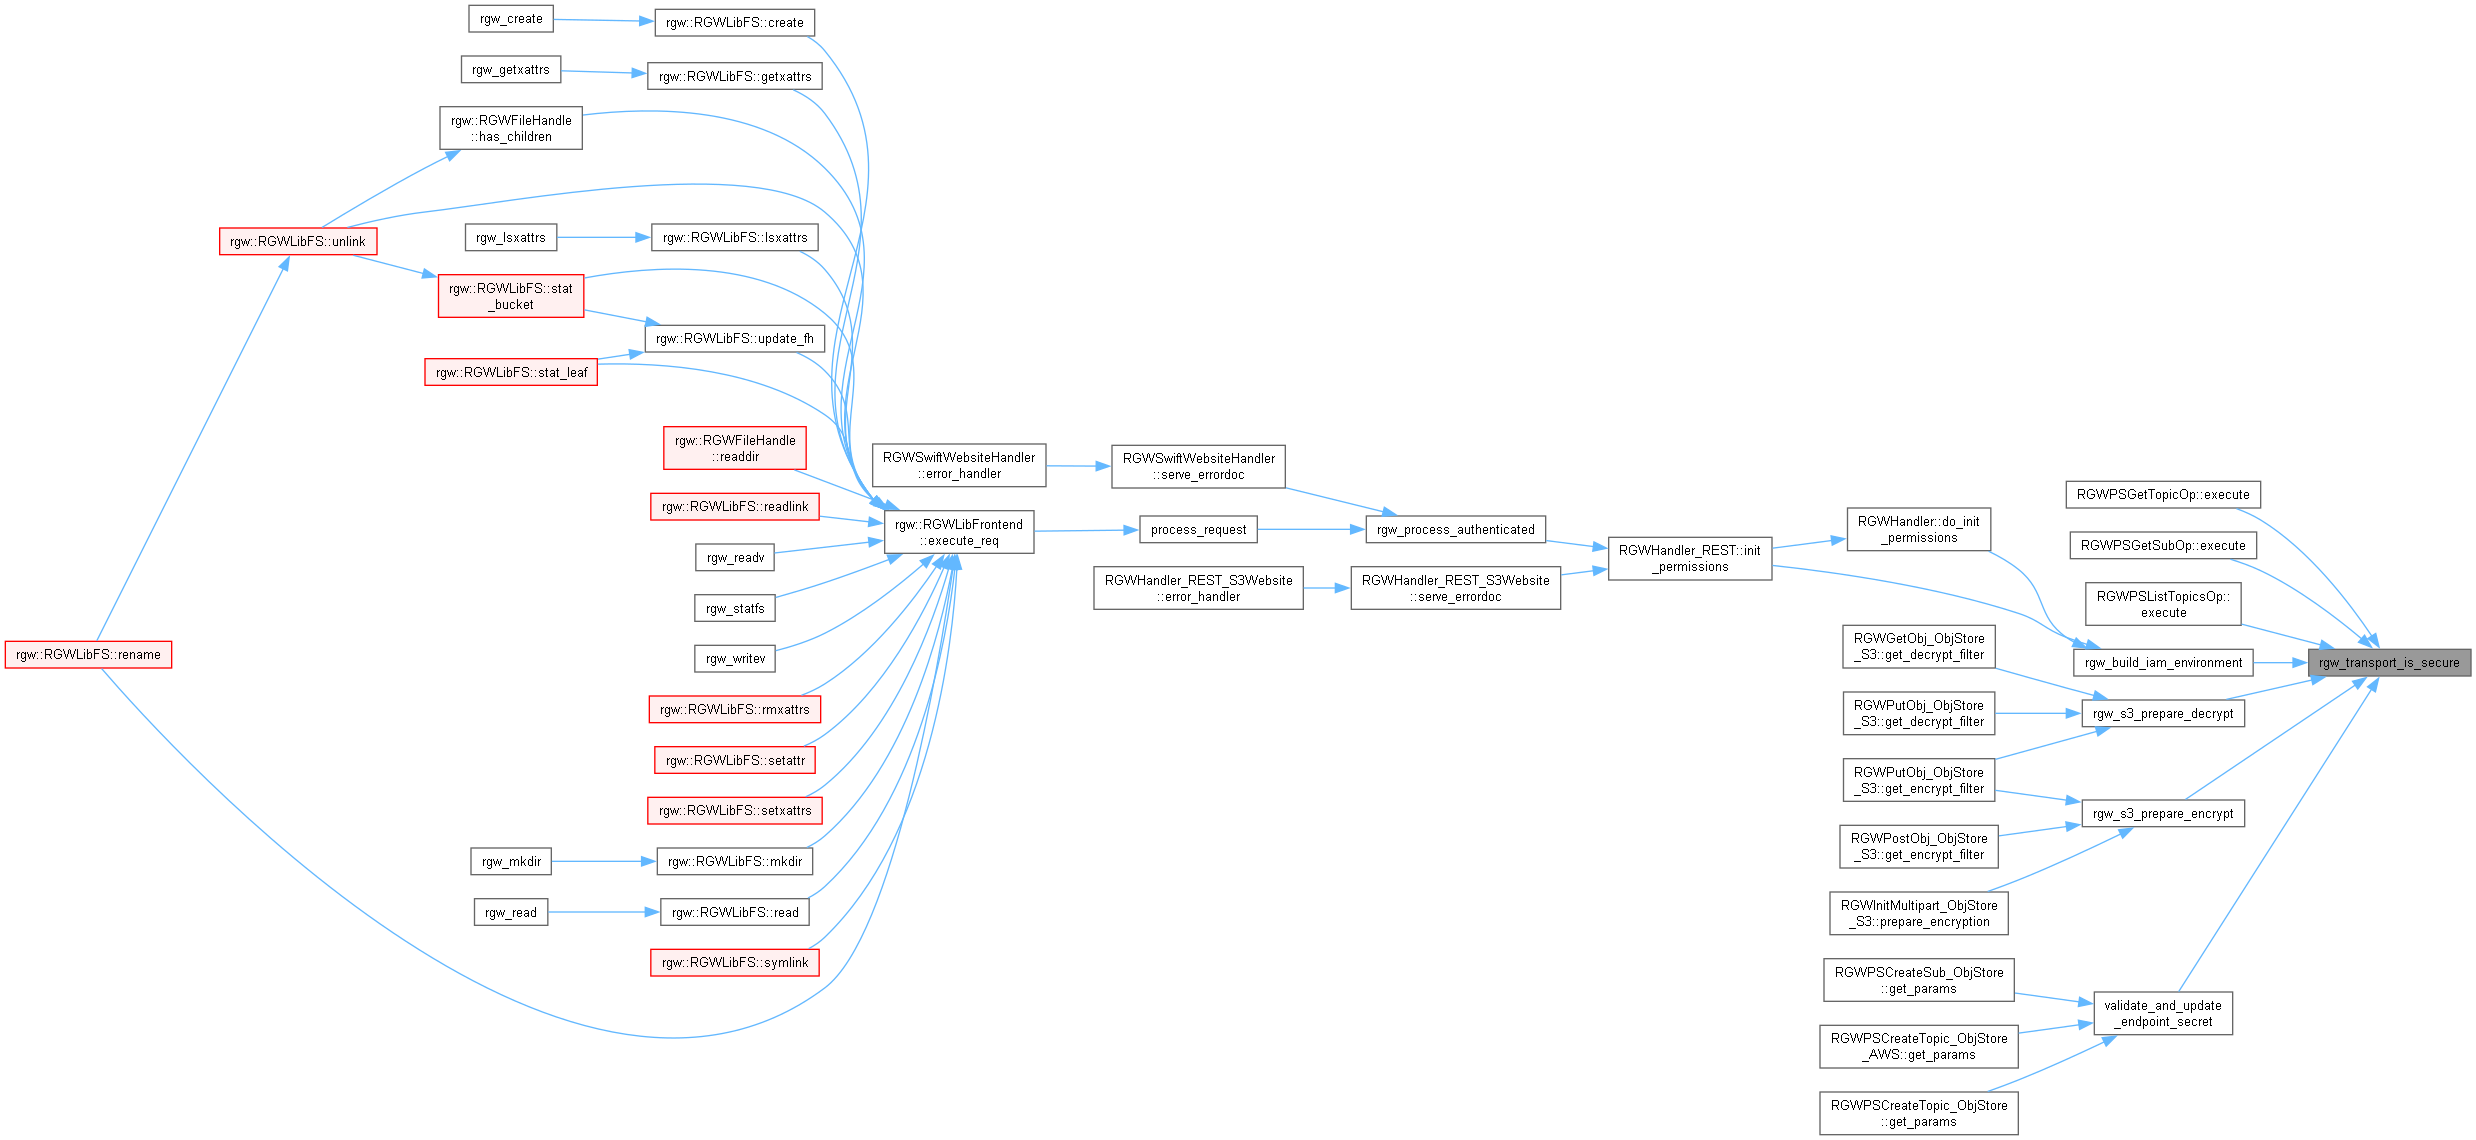 rgw_create
rgw::RGWLibFS::create
rgw_getxattrs
rgw::RGWLibFS::getxattrs
rgw::RGWFileHandle
::has_children
rgw::RGWLibFS::unlink
rgw_lsxattrs
rgw::RGWLibFS::lsxattrs
rgw::RGWLibFS::stat
_bucket
rgw::RGWLibFS::update_fh
rgw::RGWLibFS::stat_leaf
rgw::RGWFileHandle
::readdir
rgw::RGWLibFS::readlink
rgw_readv
rgw_statfs
rgw_writev
rgw::RGWLibFS::rename
rgw::RGWLibFS::rmxattrs
rgw::RGWLibFS::setattr
rgw::RGWLibFS::setxattrs
rgw_mkdir
rgw::RGWLibFS::mkdir
rgw_read
rgw::RGWLibFS::read
rgw::RGWLibFS::symlink
RGWSwiftWebsiteHandler
::error_handler
RGWSwiftWebsiteHandler
::serve_errordoc
rgw::RGWLibFrontend
::execute_req
process_request
rgw_process_authenticated
RGWHandler_REST_S3Website
::error_handler
RGWHandler_REST_S3Website
::serve_errordoc
RGWHandler_REST::init
_permissions
RGWHandler::do_init
_permissions
RGWPSGetTopicOp::execute
RGWPSGetSubOp::execute
RGWPSListTopicsOp::
execute
rgw_build_iam_environment
rgw_transport_is_secure
RGWGetObj_ObjStore
_S3::get_decrypt_filter
RGWPutObj_ObjStore
_S3::get_decrypt_filter
rgw_s3_prepare_decrypt
RGWPutObj_ObjStore
_S3::get_encrypt_filter
rgw_s3_prepare_encrypt
RGWPostObj_ObjStore
_S3::get_encrypt_filter
RGWInitMultipart_ObjStore
_S3::prepare_encryption
RGWPSCreateSub_ObjStore
::get_params
validate_and_update
_endpoint_secret
RGWPSCreateTopic_ObjStore
_AWS::get_params
RGWPSCreateTopic_ObjStore
::get_params